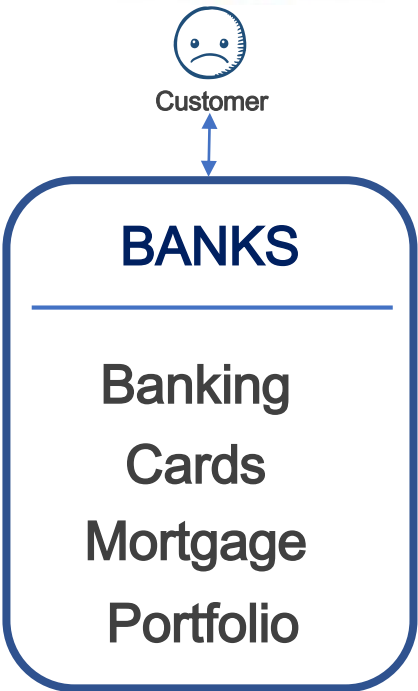 Customer
BANKS
Banking
Cards
Mortgage
Portfolio